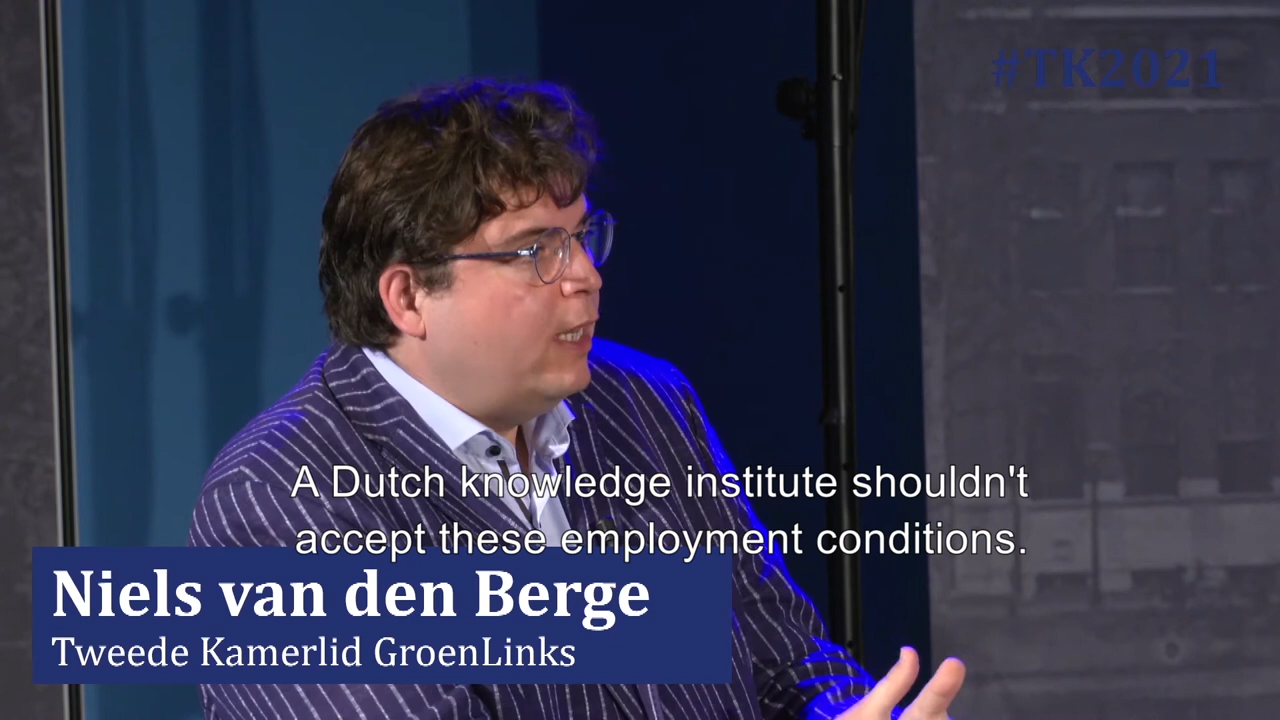 #TK2021
A Dutch knowledge institute shouldn't
accept these employment conditions.
Niels van den Berge
Tweede Kamerlid GroenLinks